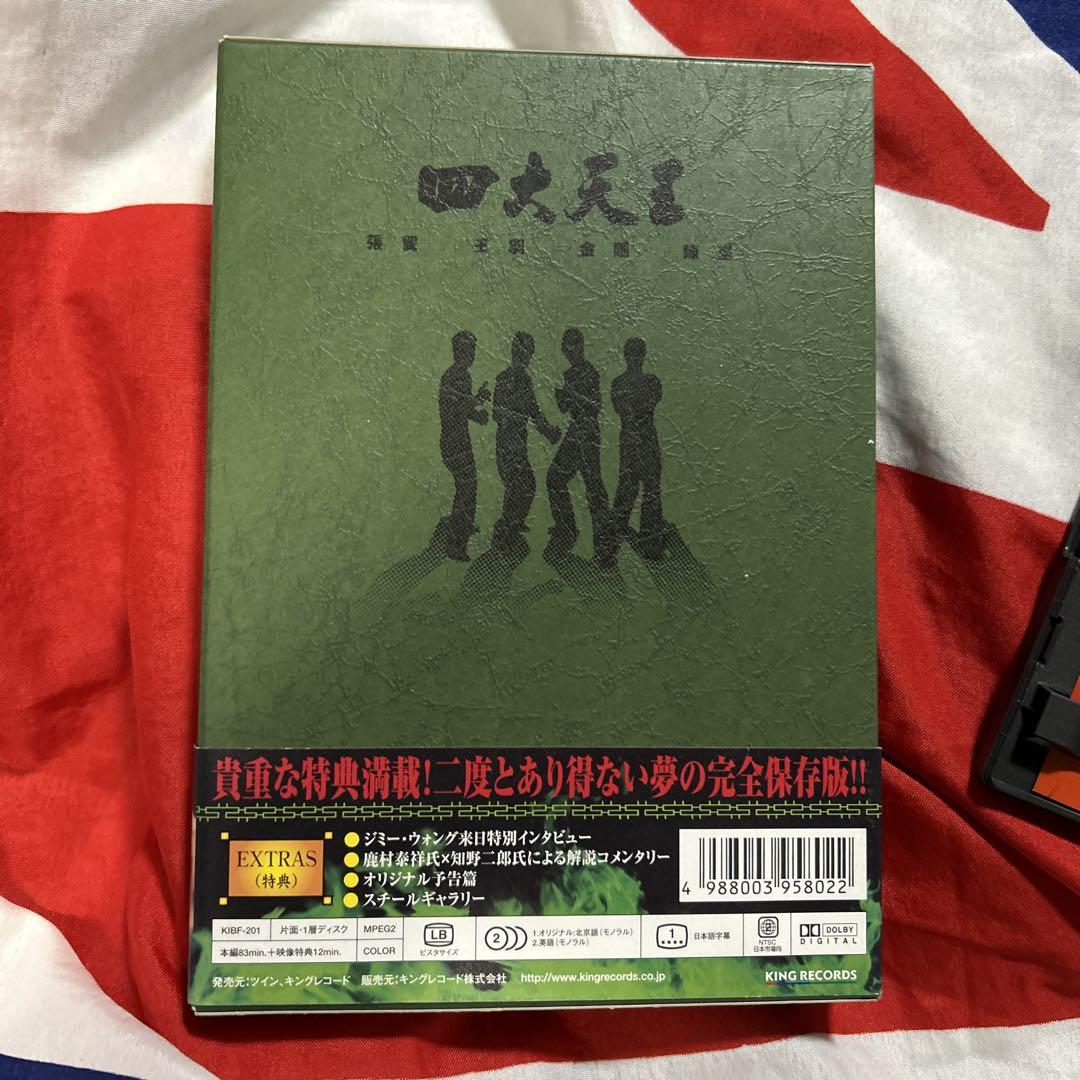 四大天王
張翼 王羽 金剛 陳星
貴重な特典満載!二度とあり得ない夢の完全保存版!!
EXTRAS
(特典)
●ジミー・ウォング来日特別インタビュー
●鹿村泰祥氏×知野二郎氏による解説コメンタリー
●オリジナル予告篇
●スチールギャラリー
4 988003 958022
KIBF-201 片面・1層ディスク MPEG2
本編83min.+映像特典12min. COLOR
LB
ビスタサイズ
2
1.オリジナル:北京語(モノラル)
2.英語(モノラル)
1
日本語字幕
2
NTSC
日本市場向
DOLBY
DIGITAL
発売元:ツイン、キングレコード 販売元:キングレコード株式会社 http://www.kingrecords.co.jp
KING RECORDS